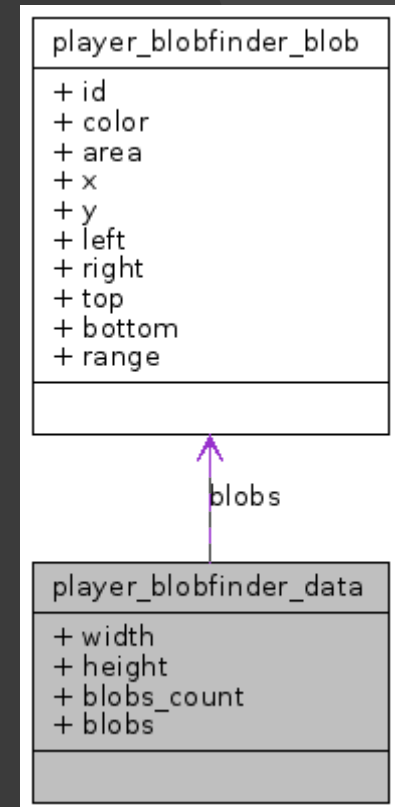 player_blobfinder_blob
+ id
+ color
+ area
+ x
+ y
+ left
+ right
+ top
+ bottom
+ range
blobs
player_blobfinder_data
+ width
+ height
+ blobs_count
+ blobs